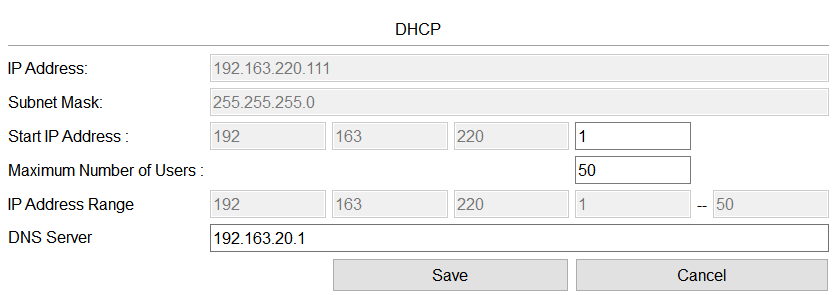 DHCP
IP Address: 192.163.220.111
Subnet Mask: 255.255.255.0
Start IP Address : 192 163 220 1
Maximum Number of Users : 50
IP Address Range 192 163 220 1 -- 50
DNS Server 192.163.20.1
Save Cancel